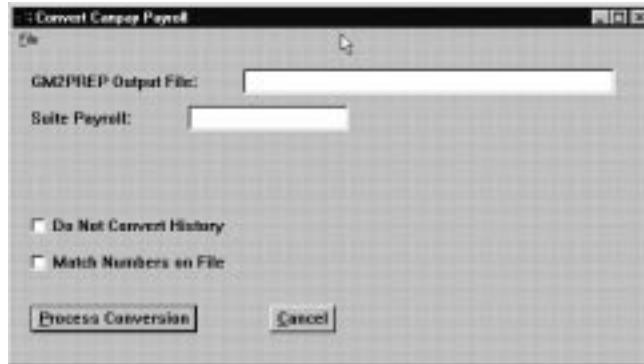 Convert Canpay Payroll
File
GM2PREP Output File:
Suite Payroll:
Do Not Convert History
Match Numbers on File
Process Conversion
Cancel